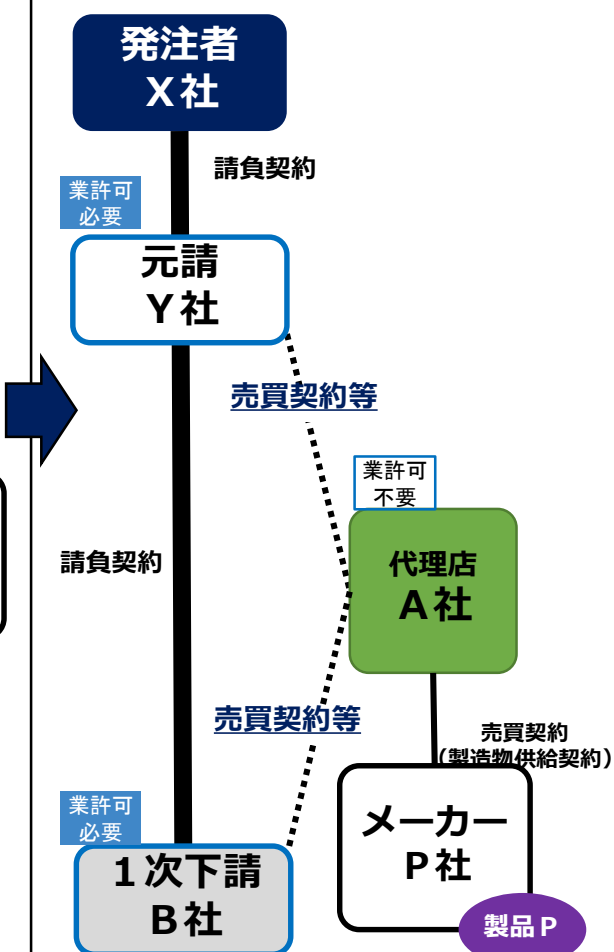 発注者
X社
請負契約
業許可
必要
元請
Y社
売買契約等
業許可
不要
代理店
A社
請負契約
売買契約等
売買契約
(製造物供給契約)
業許可
必要
1次下請
B社
メーカー
P社
製品P